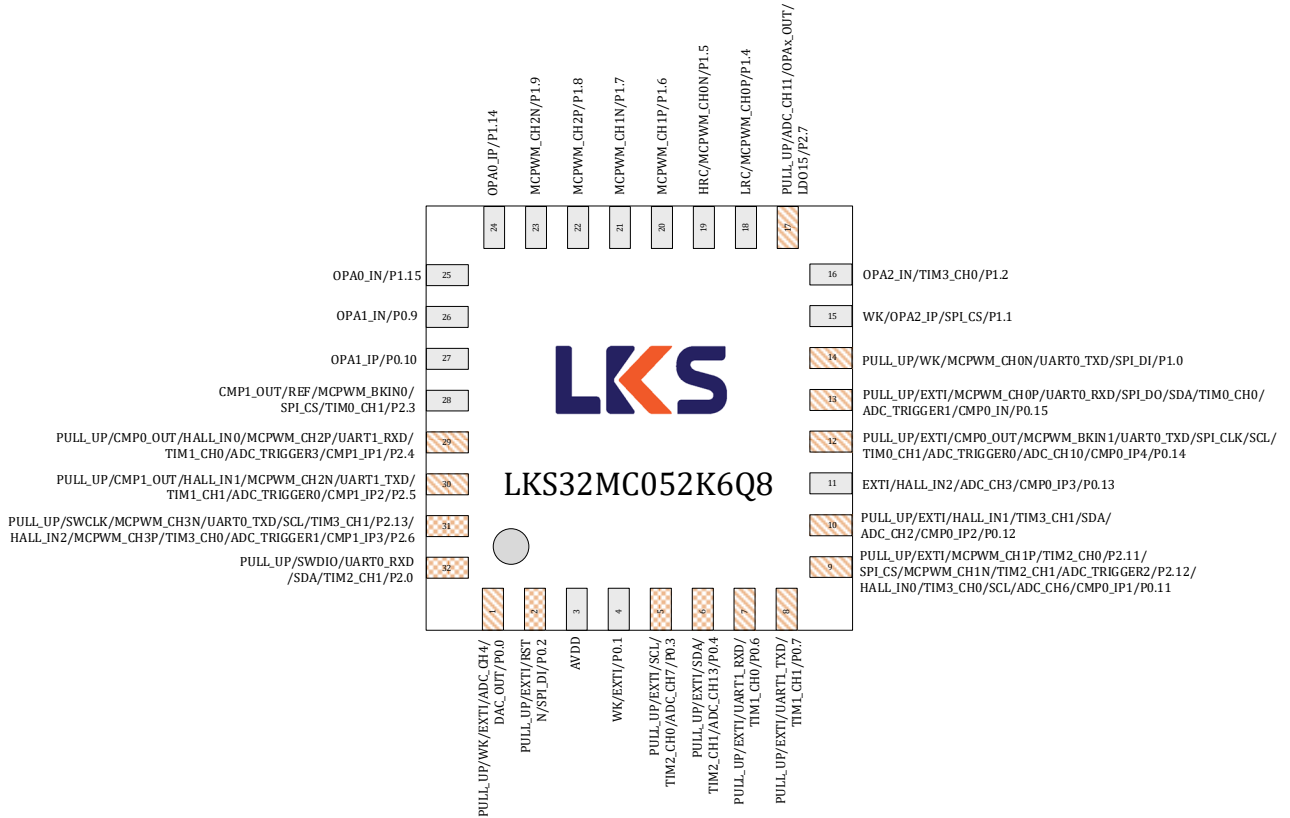 OPA0_IP/P1.14
MCPWM_CH2N/P1.9
MCPWM_CH2P/P1.8
MCPWM_CH1N/P1.7
MCPWM_CH1P/P1.6
HRC/MCPWM_CH0N/P1.5
LRC/MCPWM_CH0P/P1.4
PULL_UP/ADC_CH11/OPAx_OUT/
LDO15/P2.7
24
23
22
21
20
19
18
17
OPA0_IN/P1.15
25
OPA1_IN/P0.9
26
OPA1_IP/P0.10
27
CMP1_OUT/REF/MCPWM_BKIN0/
SPI_CS/TIM0_CH1/P2.3
28
PULL_UP/CMP0_OUT/HALL_IN0/MCPWM_CH2P/UART1_RXD/
TIM1_CH0/ADC_TRIGGER3/CMP1_IP1/P2.4
29
PULL_UP/CMP1_OUT/HALL_IN1/MCPWM_CH2N/UART1_TXD/
TIM1_CH1/ADC_TRIGGER0/CMP1_IP2/P2.5
30
PULL_UP/SWCLK/MCPWM_CH3N/UART0_TXD/SCL/TIM3_CH1/P2.13/
HALL_IN2/MCPWM_CH3P/TIM3_CH0/ADC_TRIGGER1/CMP1_IP3/P2.6
31
PULL_UP/SWDIO/UART0_RXD
/SDA/TIM2_CH1/P2.0
32
LKS
LKS32MC052K6Q8
16
OPA2_IN/TIM3_CH0/P1.2
15
WK/OPA2_IP/SPI_CS/P1.1
14
PULL_UP/WK/MCPWM_CH0N/UART0_TXD/SPI_DI/P1.0
13
PULL_UP/EXTI/MCPWM_CH0P/UART0_RXD/SPI_DO/SDA/TIM0_CH0/
ADC_TRIGGER1/CMP0_IN/P0.15
12
PULL_UP/EXTI/CMP0_OUT/MCPWM_BKIN1/UART0_TXD/SPI_CLK/SCL/
TIM0_CH1/ADC_TRIGGER0/ADC_CH10/CMP0_IP4/P0.14
11
EXTI/HALL_IN2/ADC_CH3/CMP0_IP3/P0.13
10
PULL_UP/EXTI/HALL_IN1/TIM3_CH1/SDA/
ADC_CH2/CMP0_IP2/P0.12
9
PULL_UP/EXTI/MCPWM_CH1P/TIM2_CH0/P2.11/
SPI_CS/MCPWM_CH1N/TIM2_CH1/ADC_TRIGGER2/P2.12/
HALL_IN0/TIM3_CH0/SCL/ADC_CH6/CMP0_IP1/P0.11
1
2
3
4
5
6
7
8
PULL_UP/WK/EXTI/ADC_CH4/
DAC_OUT/P0.0
PULL_UP/EXTI/RST
N/SPI_DI/P0.2
AVDD
WK/EXTI/P0.1
PULL_UP/EXTI/SCL/
TIM2_CH0/ADC_CH7/P0.3
PULL_UP/EXTI/SDA/
TIM2_CH1/ADC_CH13/P0.4
PULL_UP/EXTI/UART1_RXD/
TIM1_CH0/P0.6
PULL_UP/EXTI/UART1_TXD/
TIM1_CH1/P0.7